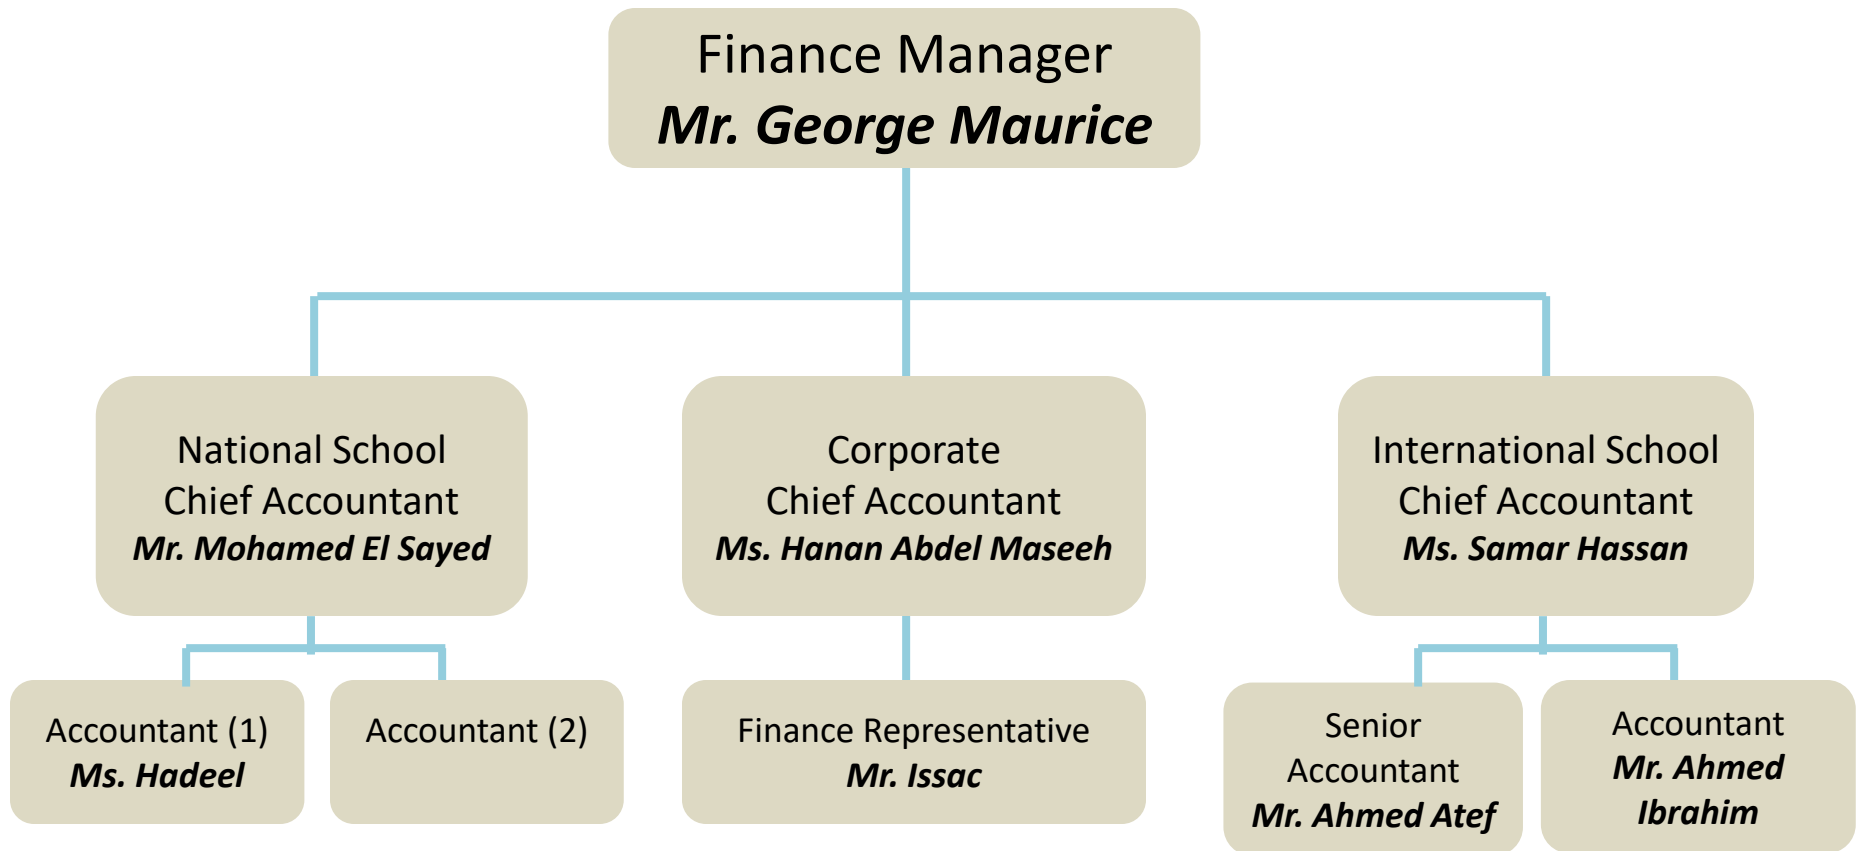 Finance Manager
Mr. George Maurice
National School
Chief Accountant
Mr. Mohamed El Sayed
Corporate
Chief Accountant
Ms. Hanan Abdel Maseeh
International School
Chief Accountant
Ms. Samar Hassan
Accountant (1)
Ms. Hadeel
Accountant (2)
Finance Representative
Mr. Issac
Senior
Accountant
Mr. Ahmed Atef
Accountant
Mr. Ahmed
Ibrahim